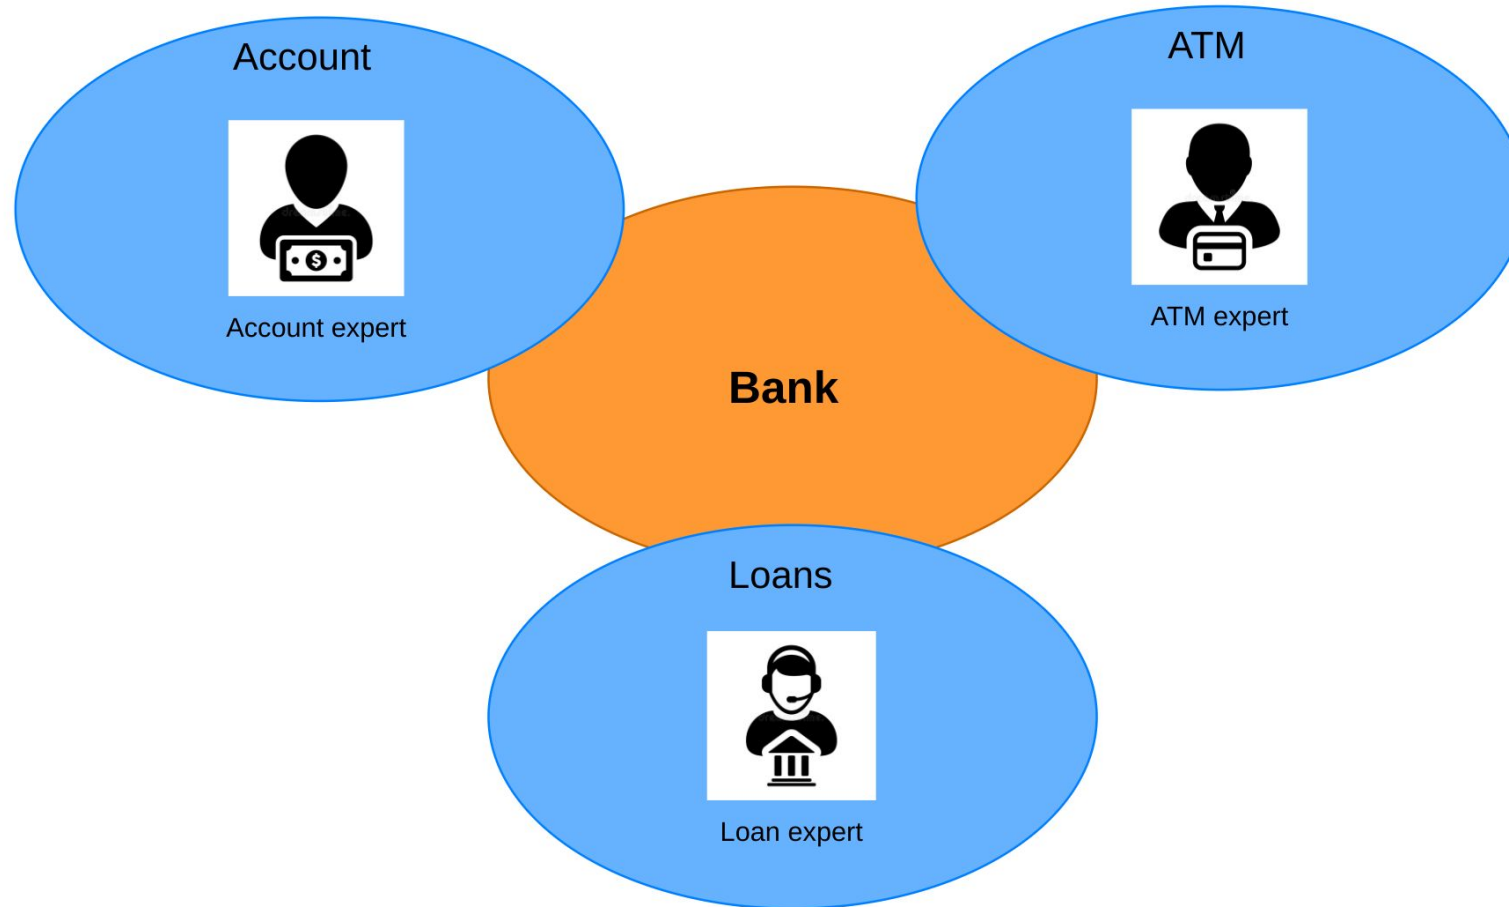 Account
ATM
Account expert
ATM expert
Bank
Loans
Loan expert